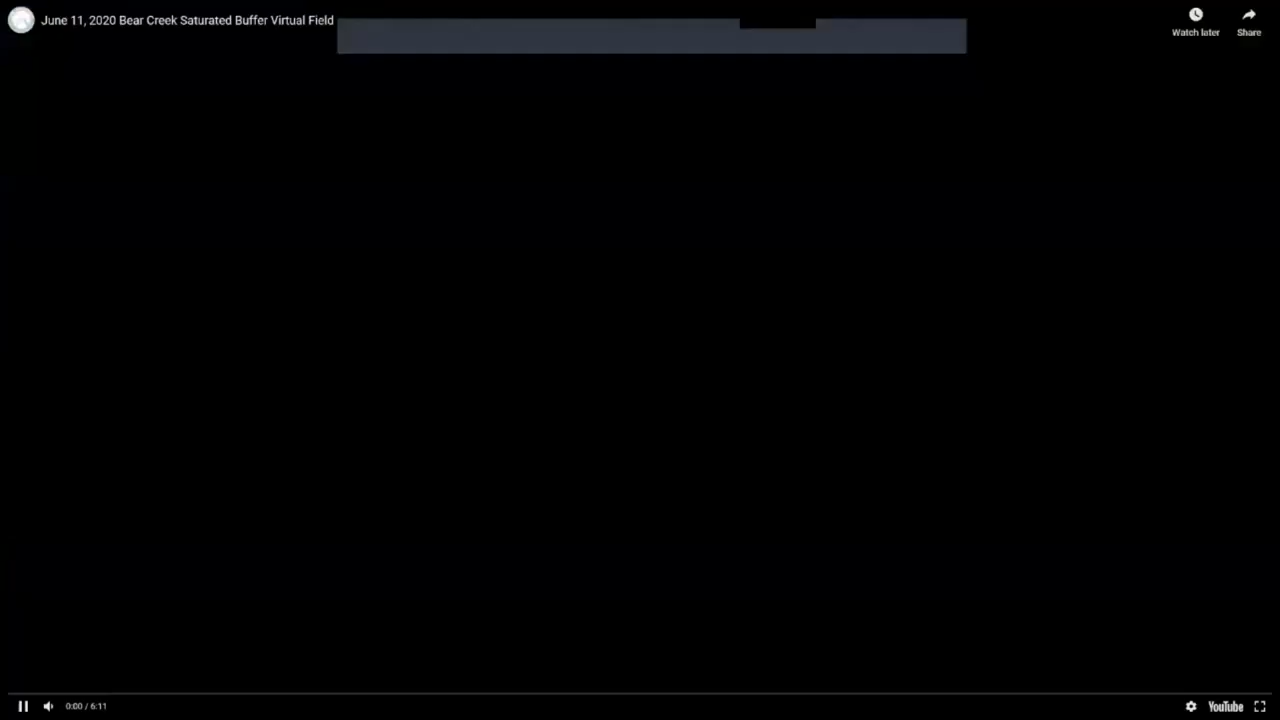 June 11, 2020 Bear Creek Saturated Buffer Virtual Field
Watch later
Share
0:00 / 6:11
YouTube